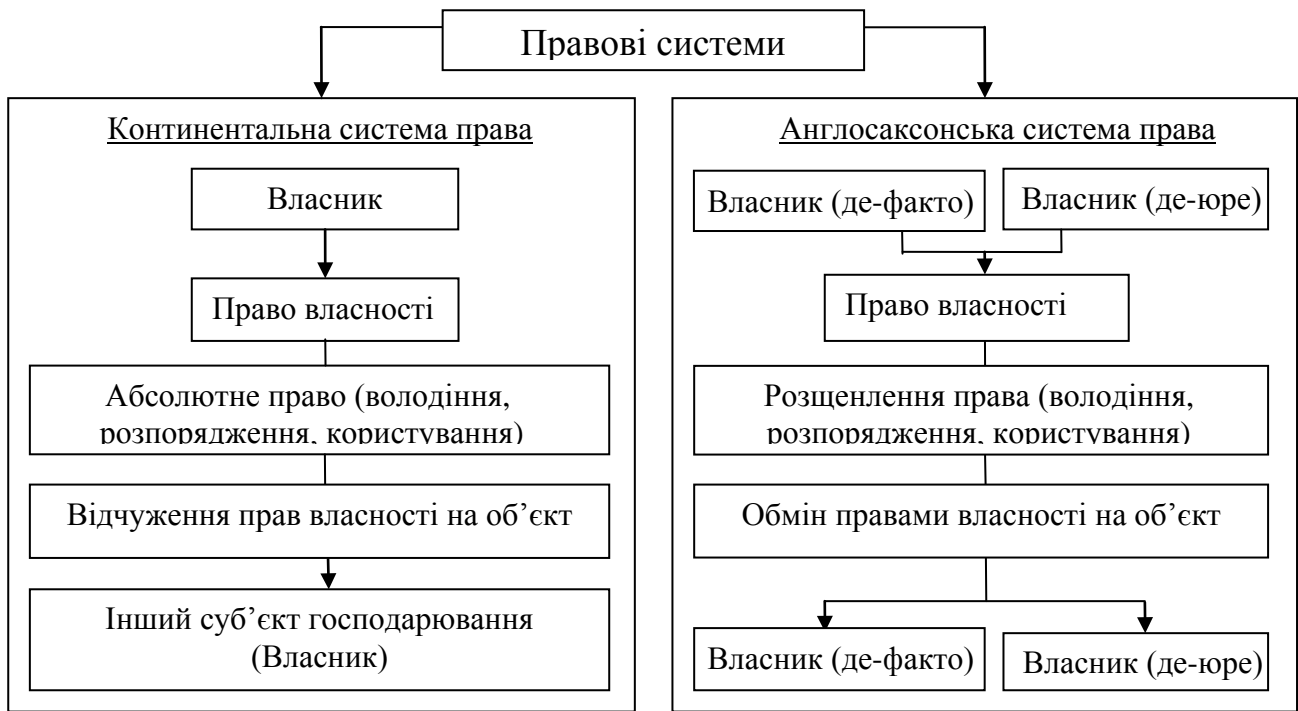 Правові системи
Континентальна система права
Власник
Право власності
Абсолютне право (володіння,
розпорядження, користування)
Відчуження прав власності на об’єкт
Інший суб’єкт господарювання
(Власник)
Англосаксонська система права
Власник (де-факто)
Власник (де-юре)
Право власності
Розщенлення права (володіння,
розпорядження, користування)
Обмін правами власності на об’єкт
Власник (де-факто)
Власник (де-юре)